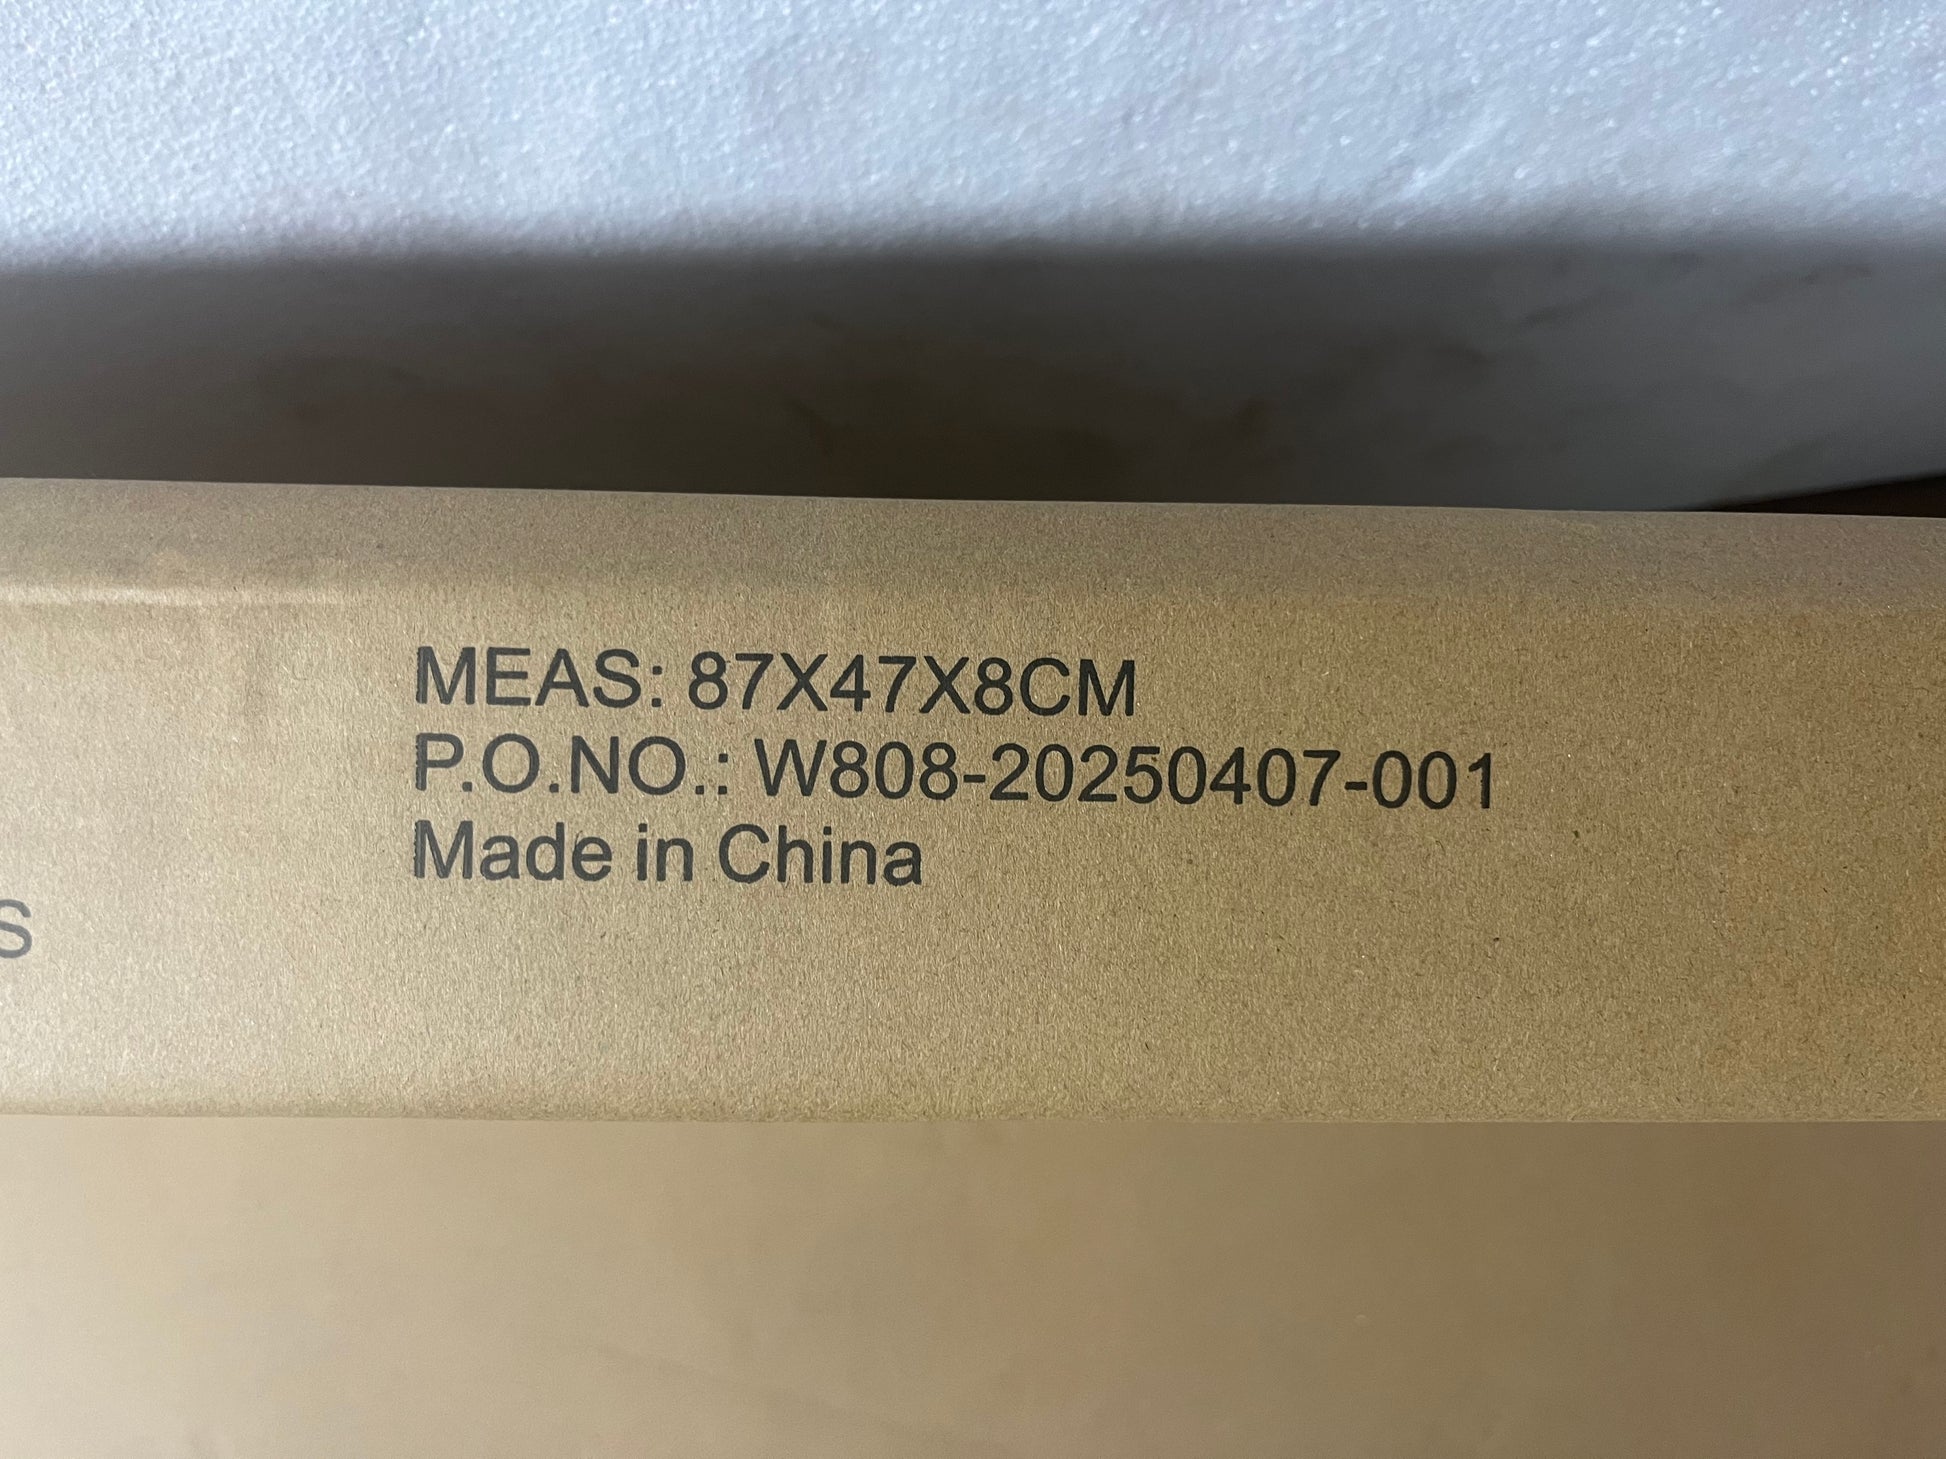 MEAS: 87X47X8CM
P.O.NO.: W808-20250407-001
Made in China
S